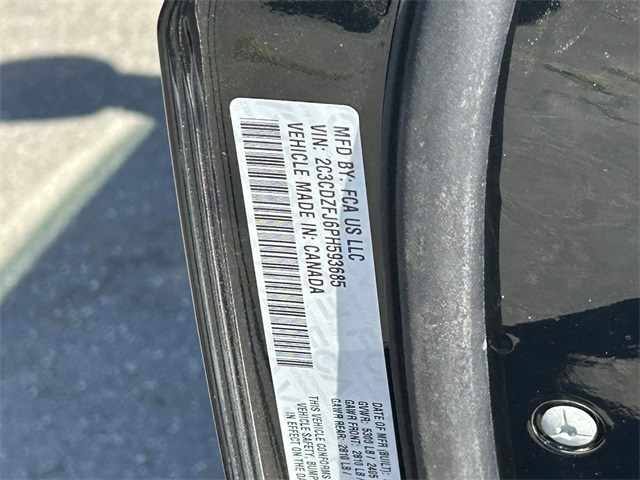 MFD BY: FCA US LLC
VIN: 2C3CDZFJ6PH593685
VEHICLE MADE IN: CANADA
DATE OF MFR (BUILT):
GVWR: 5300 LB / 2405
GAWR FRONT: 2810 LB /
GAWR REAR: 2810 LB /
THIS VEHICLE CONFORMS
VEHICLE SAFETY, BUMP
IN EFFECT ON THE DAT